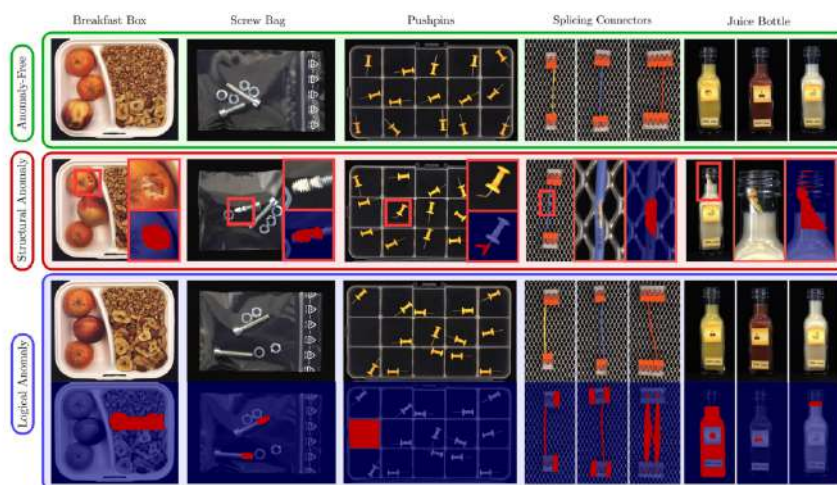 Breakfast Box
Screw Bag
Pushpins
Splicing Connectors
Juice Bottle
Anomaly-Free
Structural Anomaly
Logical Anomaly